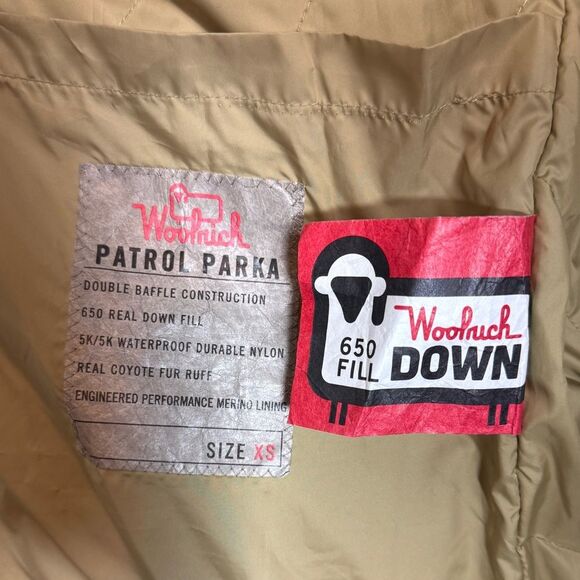 Woolrich
PATROL PARKA
DOUBLE BAFFLE CONSTRUCTION
650 REAL DOWN FILL
5K/5K WATERPROOF DURABLE NYLON
REAL COYOTE FUR RUFF
ENGINEERED PERFORMANCE MERINO LINING
SIZE XS
Woolrich
650 FILL DOWN